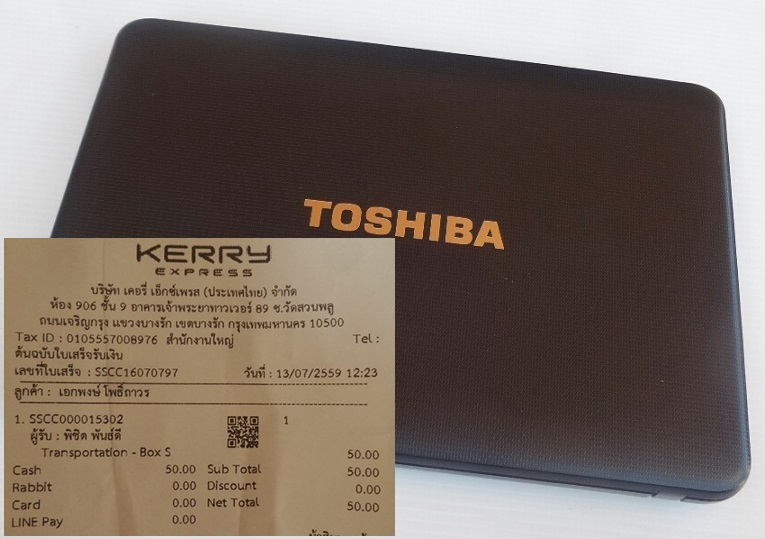 TOSHIBA
KERRY
EXPRESS
บริษัท เคอรี่ เอ็กซ์เพรส (ประเทศไทย) จำกัด
ห้อง 906 ชั้น 9 อาคารเจ้าพระยาทาวเวอร์ 89 ซ.วัดสวนพลู
ถนนเจริญกรุง แขวงบางรัก เขตบางรัก กรุงเทพมหานคร 10500
Tax ID : 0105557008976 สำนักงานใหญ่ Tel :
ต้นฉบับใบเสร็จรับเงิน
เลขที่ใบเสร็จ : SSCC16070797 วันที่ : 13/07/2559 12:23
ลูกค้า : เอกพงษ์ โพธิ์ถาวร
1. SSCC000015302 1
ผู้รับ : พิชิต พันธ์ดี
Transportation - Box S 50.00
Cash 50.00 Sub Total 50.00
Rabbit 0.00 Discount 0.00
Card 0.00 Net Total 50.00
LINE Pay 0.00